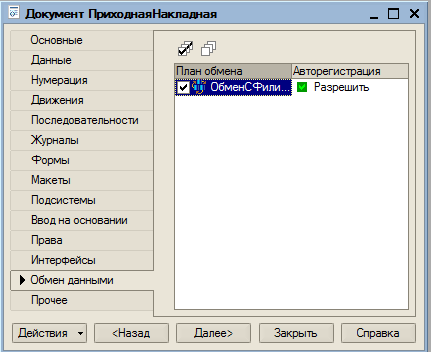 Документ ПриходнаяНакладная
Основные
Данные
Нумерация
Движения
Последовательности
Журналы
Формы
Макеты
Подсистемы
Ввод на основании
Права
Интерфейсы
Обмен данными
Прочее
План обмена Авторегистрация
ОбменСФили... Разрешить
Действия <Назад Далее> Закрыть Справка